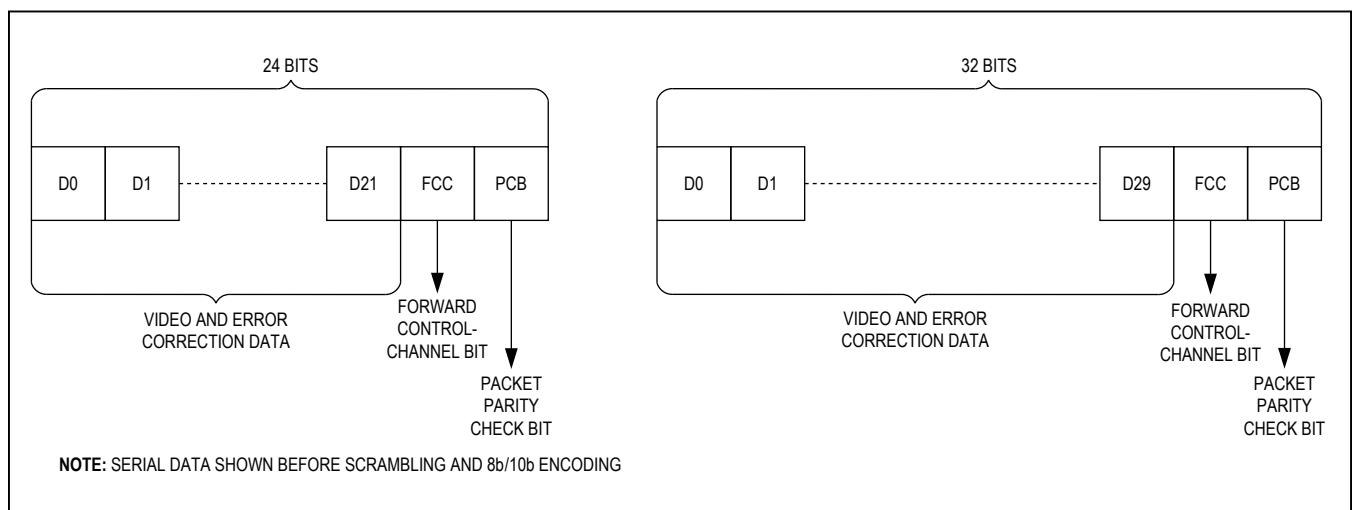 24 BITS
32 BITS
D0 D1 D21 FCC PCB
D0 D1 D29 FCC PCB
VIDEO AND ERROR
CORRECTION DATA
FORWARD
CONTROL-
CHANNEL BIT
PACKET
PARITY
CHECK BIT
VIDEO AND ERROR
CORRECTION DATA
FORWARD
CONTROL-
CHANNEL BIT
PACKET
PARITY
CHECK BIT
NOTE: SERIAL DATA SHOWN BEFORE SCRAMBLING AND 8b/10b ENCODING